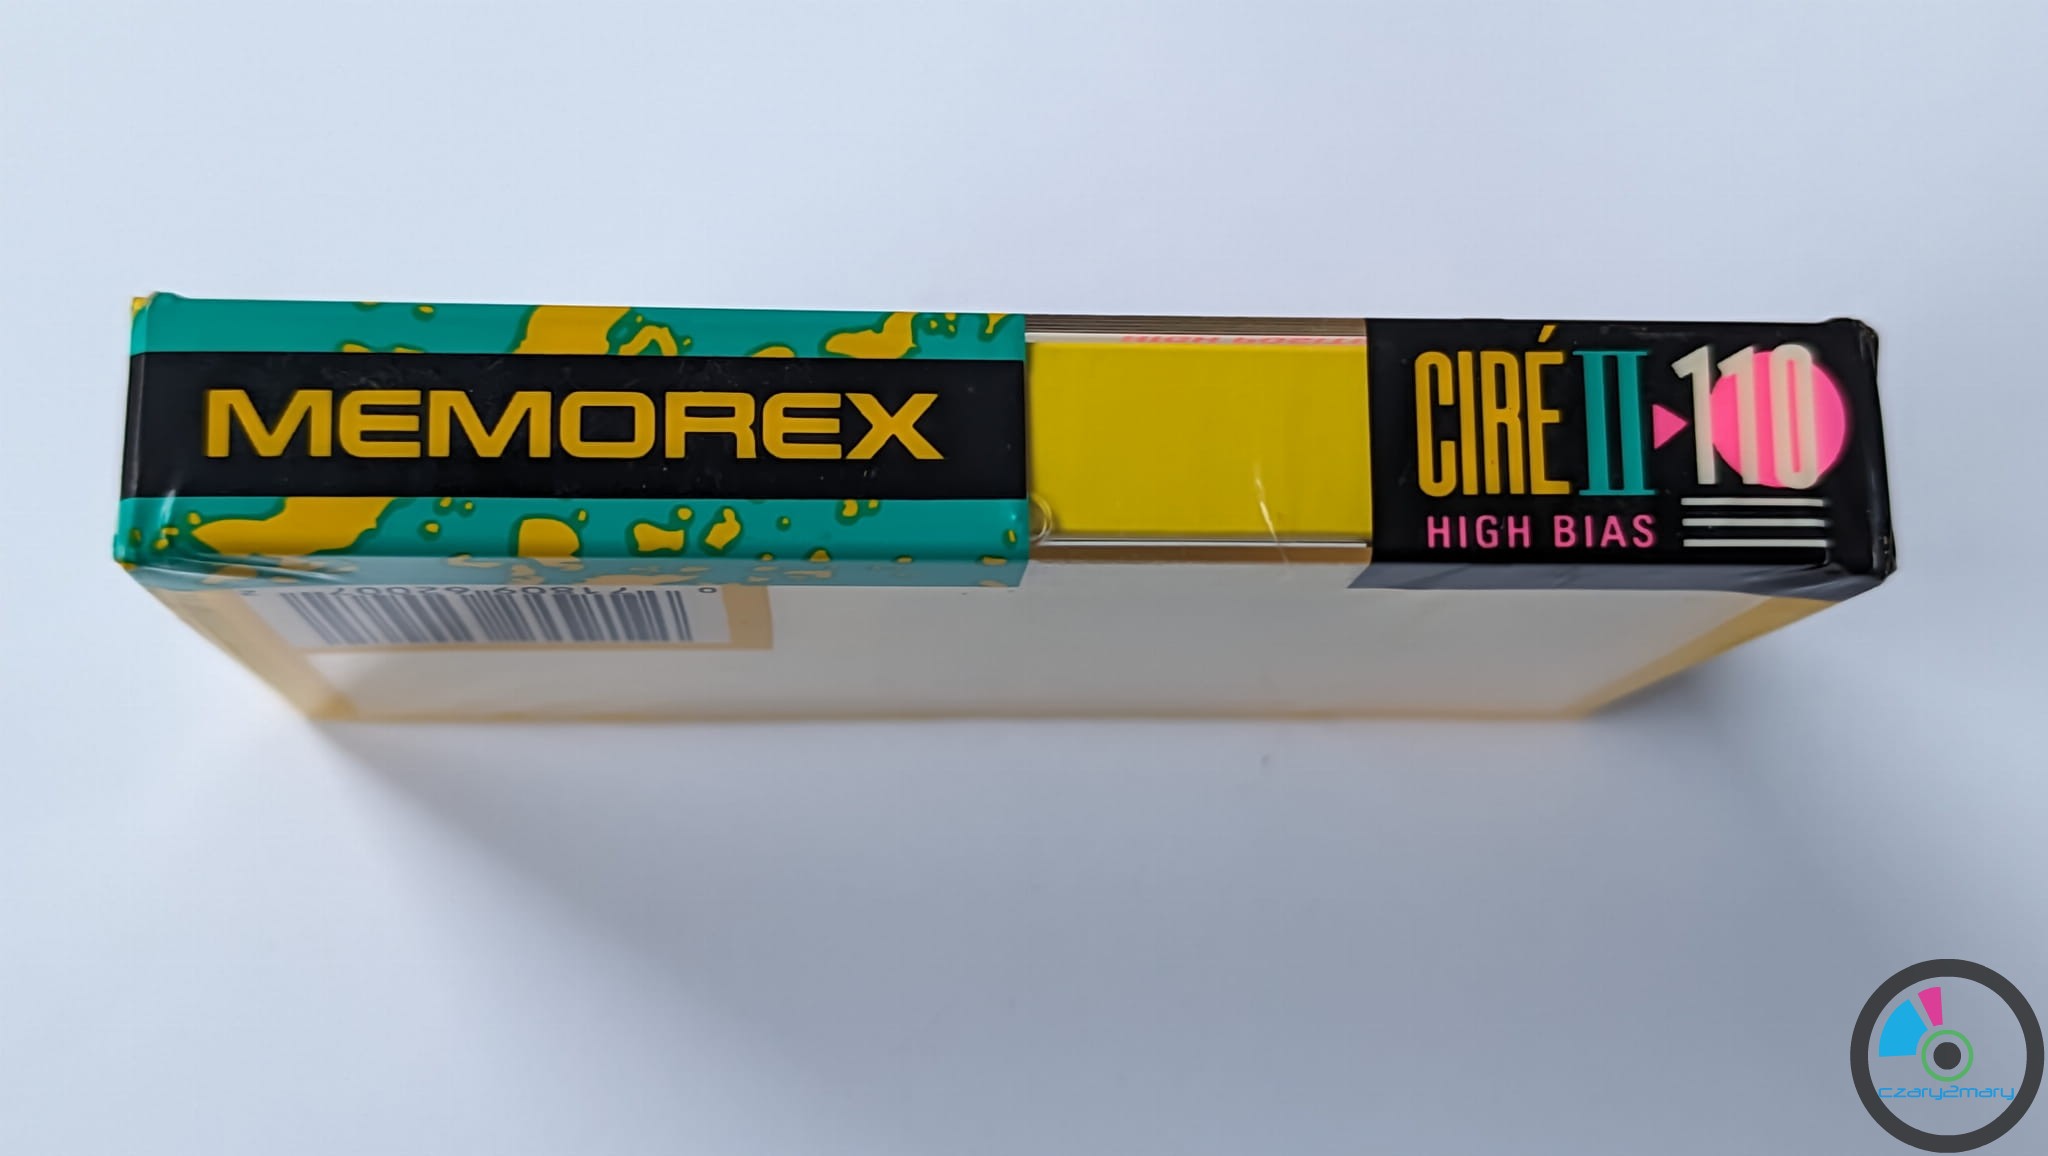 MEMOREX
CIRÉ II 110
HIGH BIAS
czary2mary